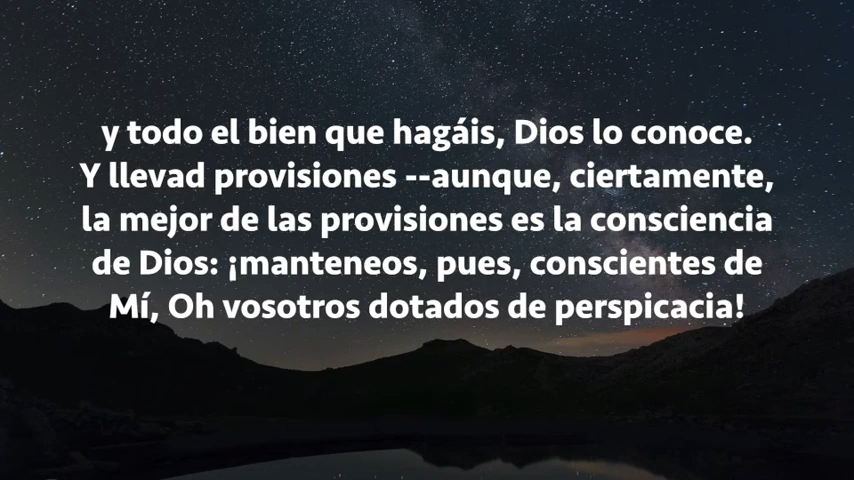 y todo el bien que hagáis, Dios lo conoce.
Y llevad provisiones --aunque, ciertamente,
la mejor de las provisiones es la consciencia
de Dios: ¡manteneos, pues, conscientes de
Mí, Oh vosotros dotados de perspicacia!